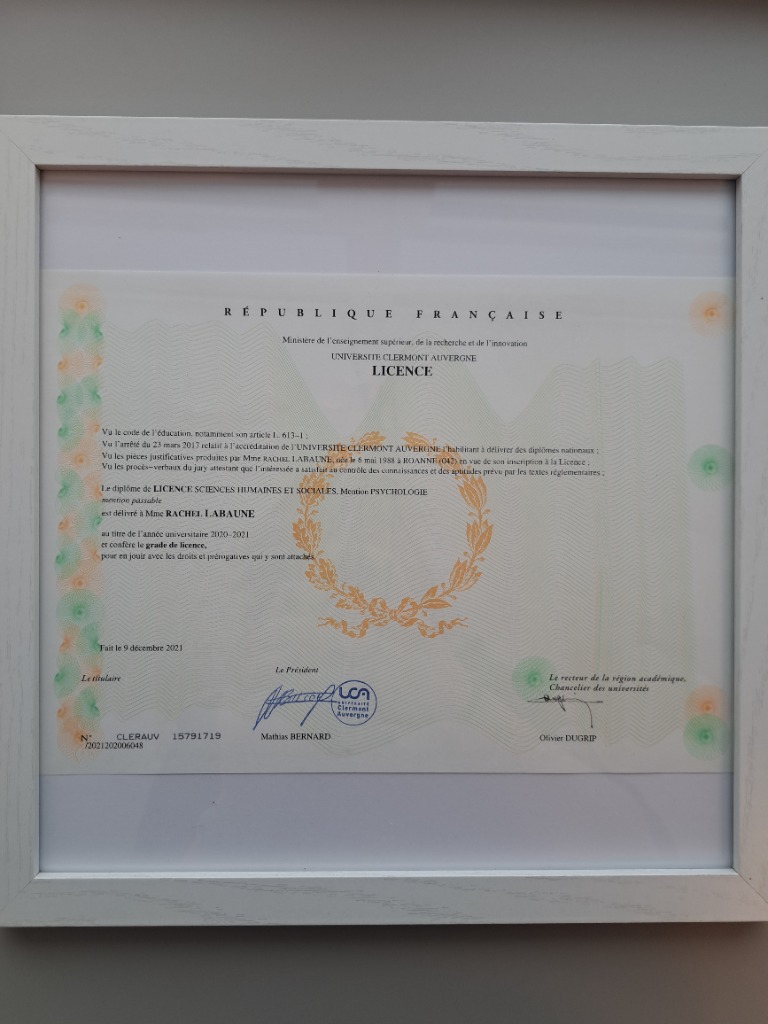 RÉPUBLIQUE FRANÇAISE
Ministère de l'enseignement supérieur, de la recherche et de l'innovation
UNIVERSITE CLERMONT AUVERGNE
LICENCE
Vu le code de l'éducation, notamment son article L. 613-1 ;
Vu l'arrêté du 23 mars 2017 relatif à l'accréditation de l'UNIVERSITE CLERMONT AUVERGNE l'habilitant à délivrer des diplômes nationaux ;
Vu les pièces justificatives produites par Mme RACHEL LABAUNE, née le 6 mai 1988 à ROANNE (042) en vue de son inscription à la Licence ;
Vu les procès-verbaux du jury attestant que l'intéressée a satisfait au contrôle des connaissances et des aptitudes prévu par les textes réglementaires ;
Le diplôme de LICENCE SCIENCES HUMAINES ET SOCIALES, Mention PSYCHOLOGIE
mention passable
est délivré à Mme RACHEL LABAUNE
au titre de l'année universitaire 2020-2021
et confère le grade de licence,
pour en jouir avec les droits et prérogatives qui y sont attachés.
Fait le 9 décembre 2021
Le titulaire
Le Président
Le recteur de la région académique,
Chancelier des universités
UCA
UNIVERSITÉ
Clermont
Auvergne
N° CLERAUV 15791719
/2021202006048
Mathias BERNARD
Olivier DUGRIP